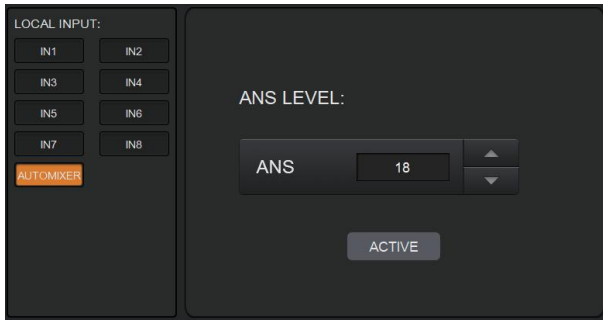 LOCAL INPUT:
IN1 IN2
IN3 IN4
IN5 IN6
IN7 IN8
AUTOMIXER
ANS LEVEL:
ANS 18
ACTIVE